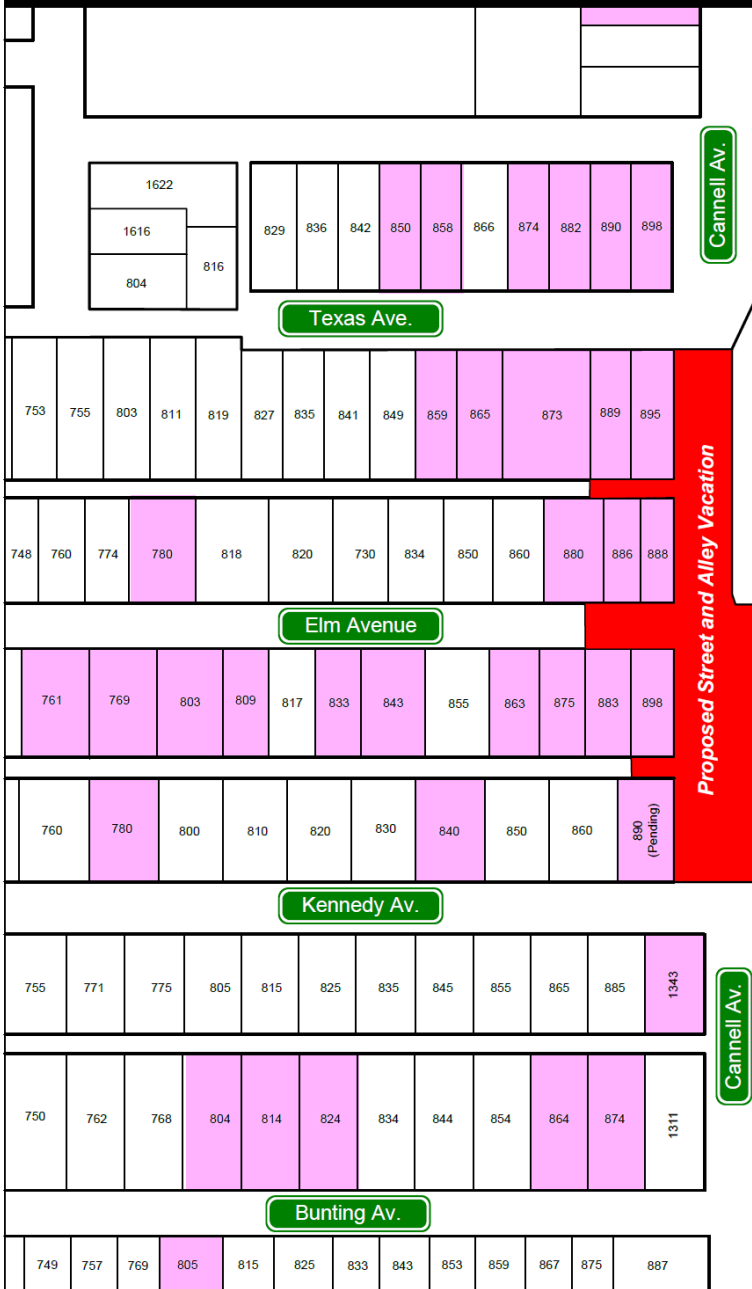 Cannell Av.
1622
1616
804
816
829 836 842 850 858 866 874 882 890 898
Texas Ave.
753 755 803 811 819 827 835 841 849 859 865 873 889 895
Proposed Street and Alley Vacation
748 760 774 780 818 820 730 834 850 860 880 886 888
Elm Avenue
761 769 803 809 817 833 843 855 863 875 883 898
760 780 800 810 820 830 840 850 860 890
(Pending)
Kennedy Av.
755 771 775 805 815 825 835 845 855 865 885 1343
Cannell Av.
750 762 768 804 814 824 834 844 854 864 874 1311
Bunting Av.
749 757 769 805 815 825 833 843 853 859 867 875 887